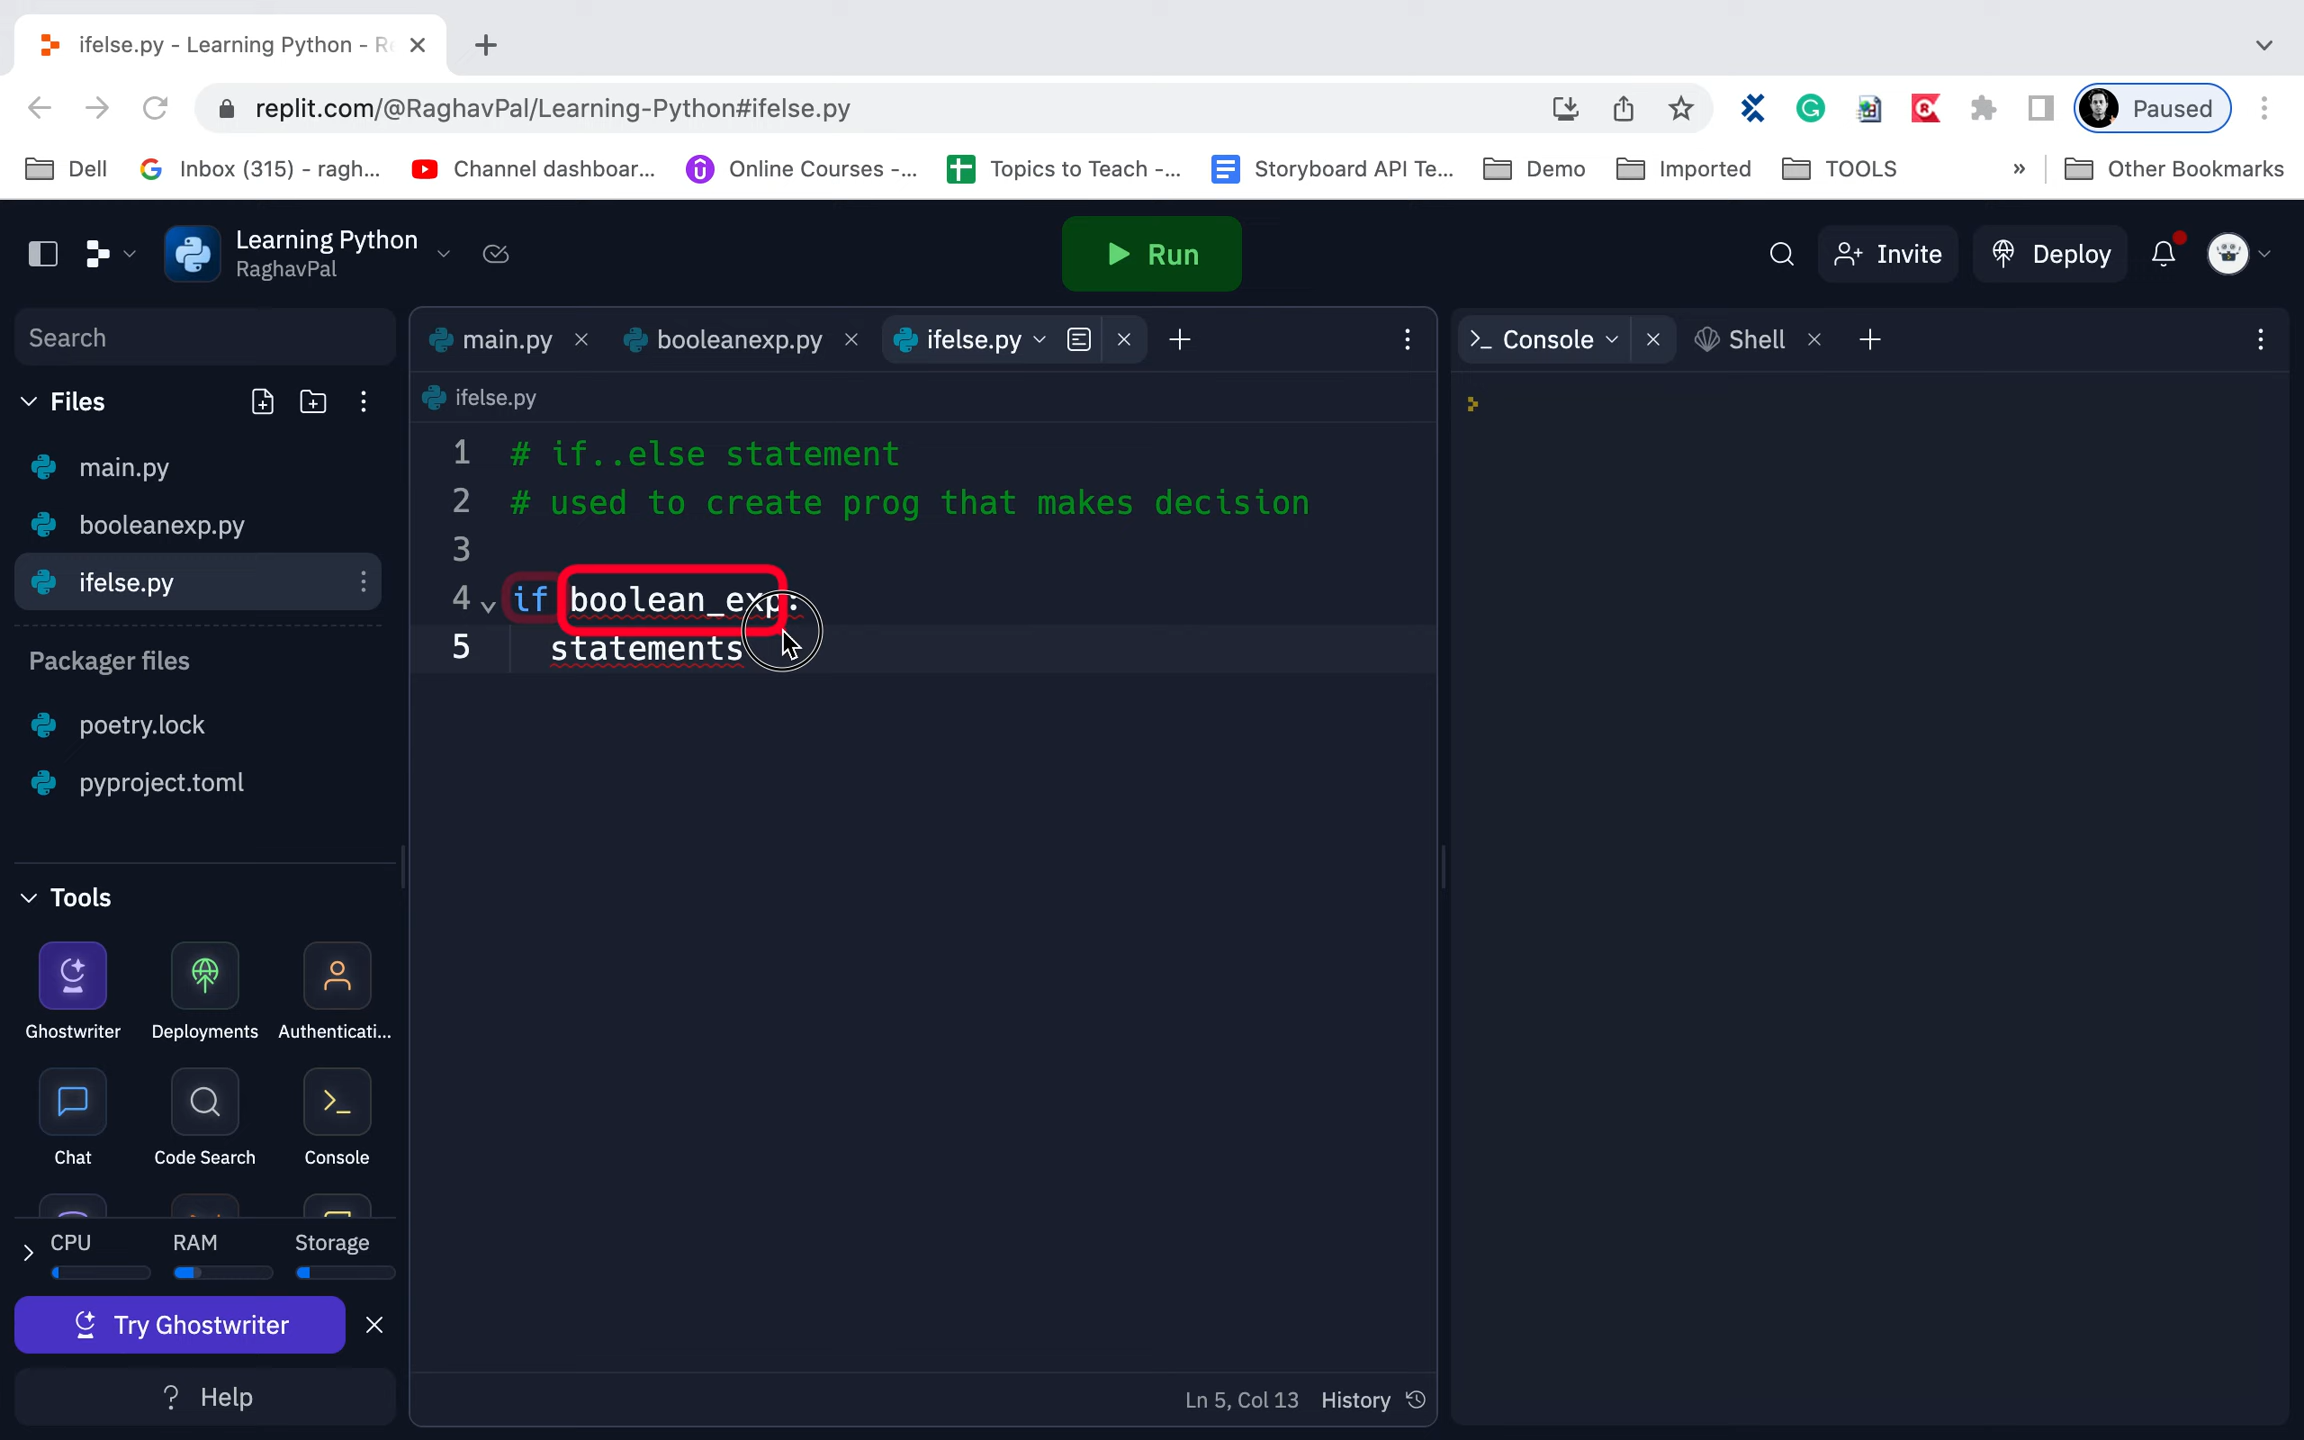 ifelse.py - Learning Python - Re
replit.com/@RaghavPal/Learning-Python#ifelse.py
Paused
Dell
Inbox (315) - ragh...
Channel dashboar...
Online Courses -...
Topics to Teach -...
Storyboard API Te...
Demo
Imported
TOOLS
»
Other Bookmarks
Learning Python
RaghavPal
Run
Invite
Deploy
Search
Files
main.py
booleanexp.py
ifelse.py
Packager files
poetry.lock
pyproject.toml
Tools
Ghostwriter
Deployments
Authenticati...
Chat
Code Search
Console
CPU
RAM
Storage
Try Ghostwriter
? Help
main.py
booleanexp.py
ifelse.py
ifelse.py
1 # if..else statement
2 # used to create prog that makes decision
3
4 if boolean_exp:
5 statements
Ln 5, Col 13 History
Console
Shell